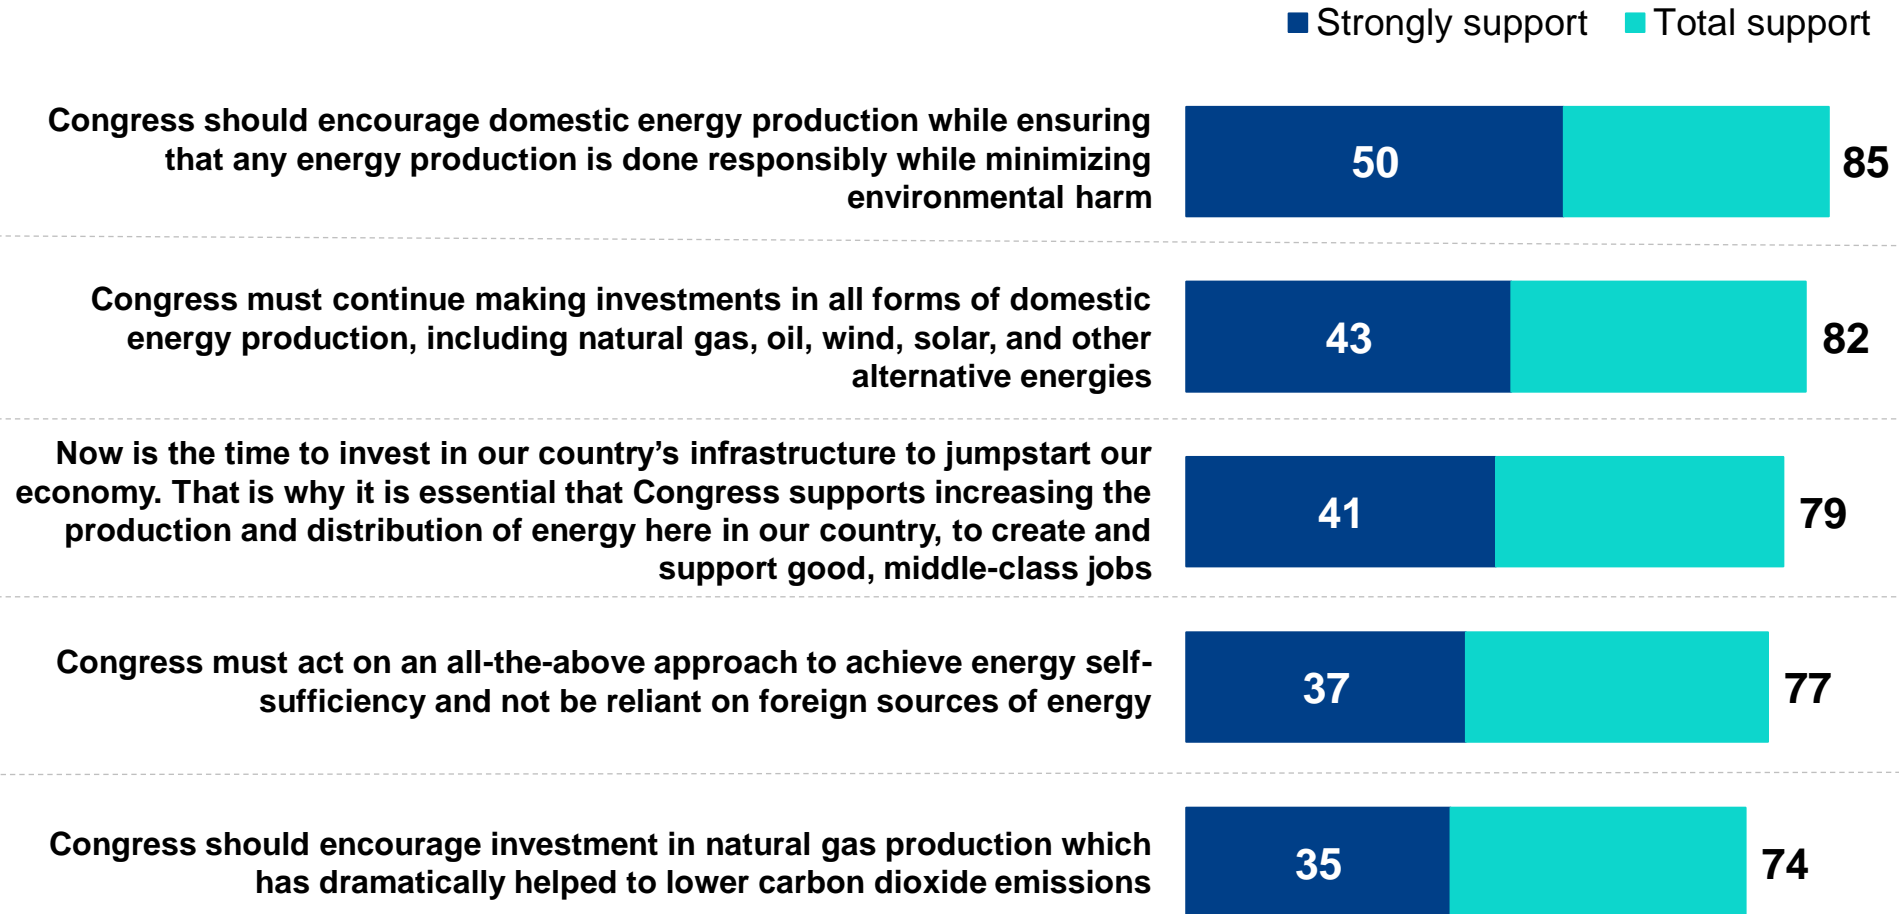 Strongly support Total support
Congress should encourage domestic energy production while ensuring
that any energy production is done responsibly while minimizing
environmental harm
50 85
Congress must continue making investments in all forms of domestic
energy production, including natural gas, oil, wind, solar, and other
alternative energies
43 82
Now is the time to invest in our country’s infrastructure to jumpstart our
economy. That is why it is essential that Congress supports increasing the
production and distribution of energy here in our country, to create and
support good, middle-class jobs
41 79
Congress must act on an all-the-above approach to achieve energy self-
sufficiency and not be reliant on foreign sources of energy
37 77
Congress should encourage investment in natural gas production which
has dramatically helped to lower carbon dioxide emissions
35 74